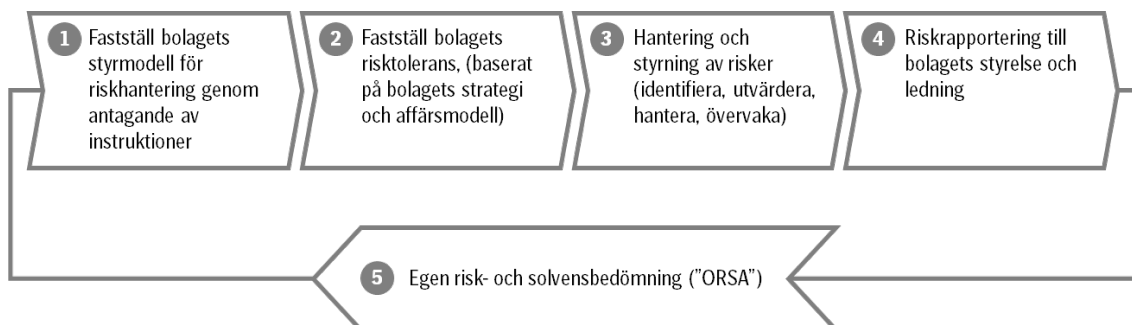 1 Fastställ bolagets
styrmodell för
riskhantering genom
antagande av
instruktioner
2 Fastställ bolagets
risktolerans, (baserat
på bolagets strategi
och affärsmodell)
3 Hantering och
styrning av risker
(identifiera, utvärdera,
hantera, övervaka)
4 Riskrapportering till
bolagets styrelse och
ledning
5 Egen risk- och solvensbedömning (”ORSA”)